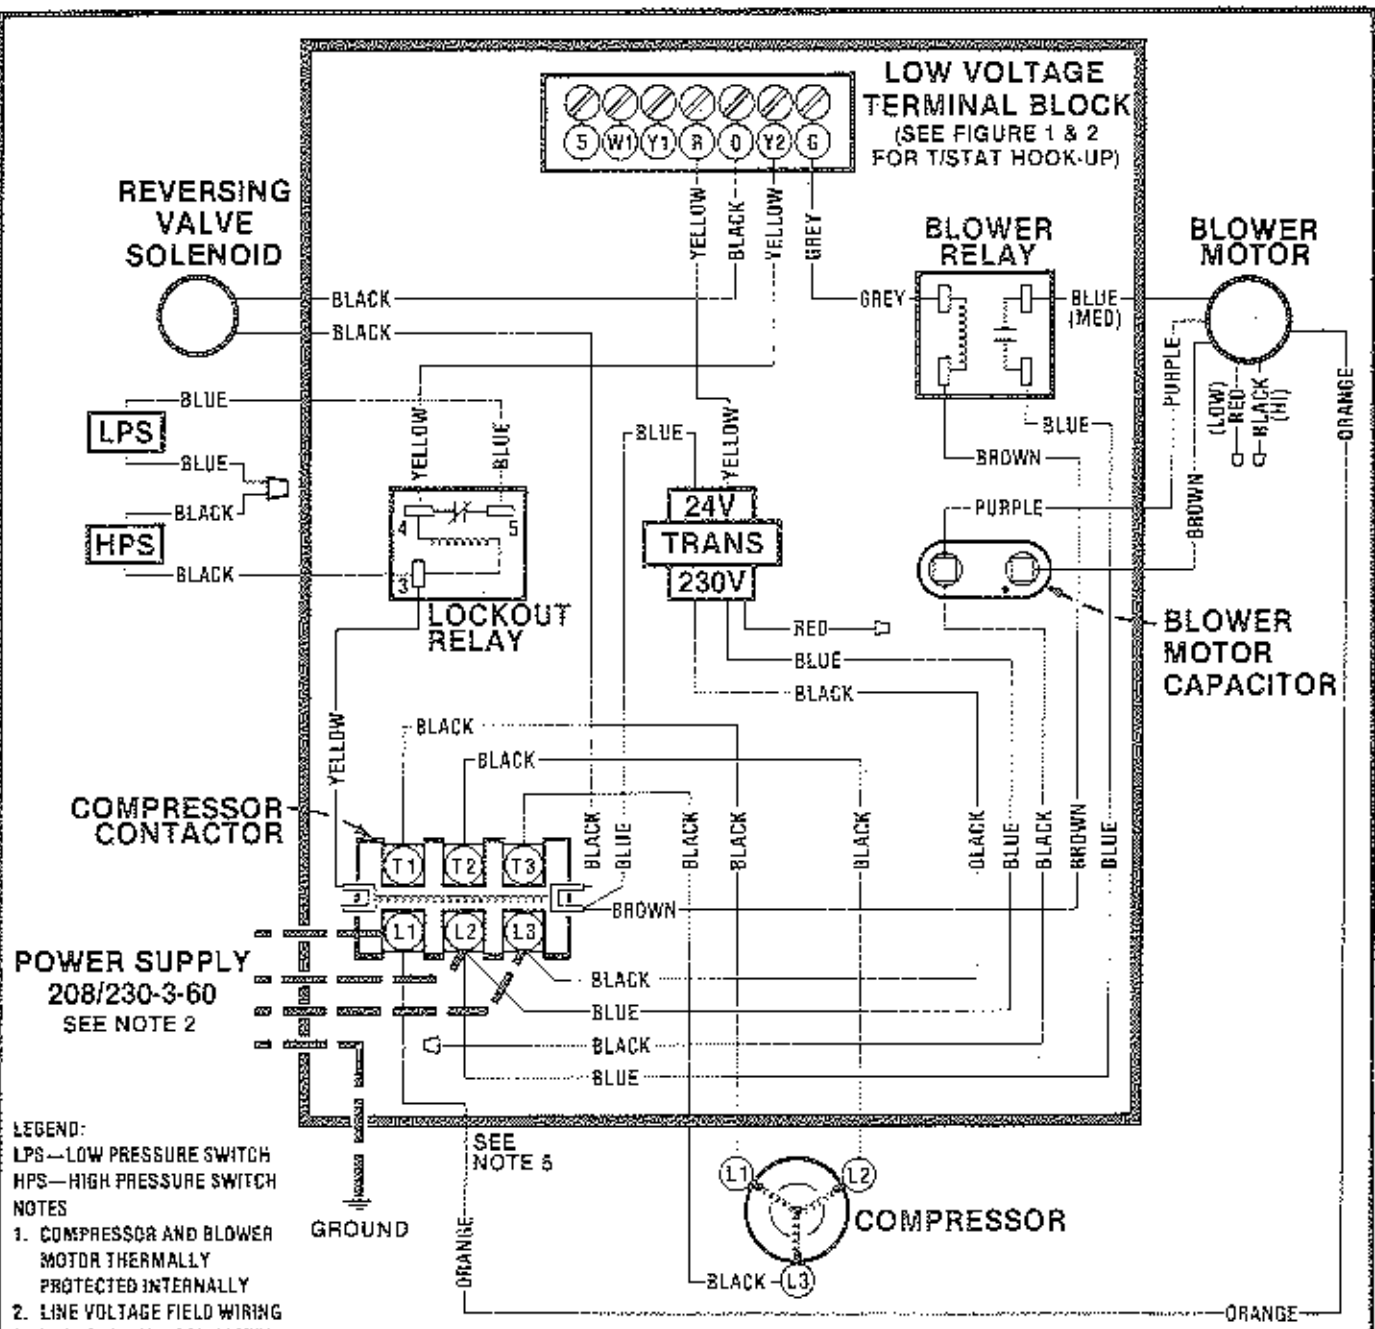 LOW VOLTAGE
TERMINAL BLOCK
(SEE FIGURE 1 & 2
FOR T/STAT HOOK-UP)
5 W1 Y1 R O Y2 G
YELLOW
BLACK
YELLOW
GREY
REVERSING
VALVE
SOLENOID
BLACK
BLACK
BLOWER
RELAY
GREY
BLUE
(MED)
BLOWER
MOTOR
PURPLE
(LOW)
RED
BLACK
(HI)
ORANGE
BLUE
LPS
BLUE
BLACK
HPS
BLACK
YELLOW
BLUE
4
5
3
LOCKOUT
RELAY
BLUE
YELLOW
24V
TRANS
230V
RED
BLUE
BLACK
BLUE
BROWN
PURPLE
BROWN
BLOWER
MOTOR
CAPACITOR
YELLOW
BLACK
BLACK
COMPRESSOR
CONTACTOR
BLACK
BLUE
BLACK
BLACK
BLACK
BLACK
BLUE
BLACK
BROWN
BLUE
T1 T2 T3
BROWN
L1 L2 L3
POWER SUPPLY
208/230-3-60
SEE NOTE 2
BLACK
BLUE
BLACK
BLUE
SEE
NOTE 5
GROUND
ORANGE
L1
L2
COMPRESSOR
BLACK
L3
ORANGE
LEGEND:
LPS—LOW PRESSURE SWITCH
HPS—HIGH PRESSURE SWITCH
NOTES
1. COMPRESSOR AND BLOWER
MOTOR THERMALLY
PROTECTED INTERNALLY
2. LINE VOLTAGE FIELD WIRING